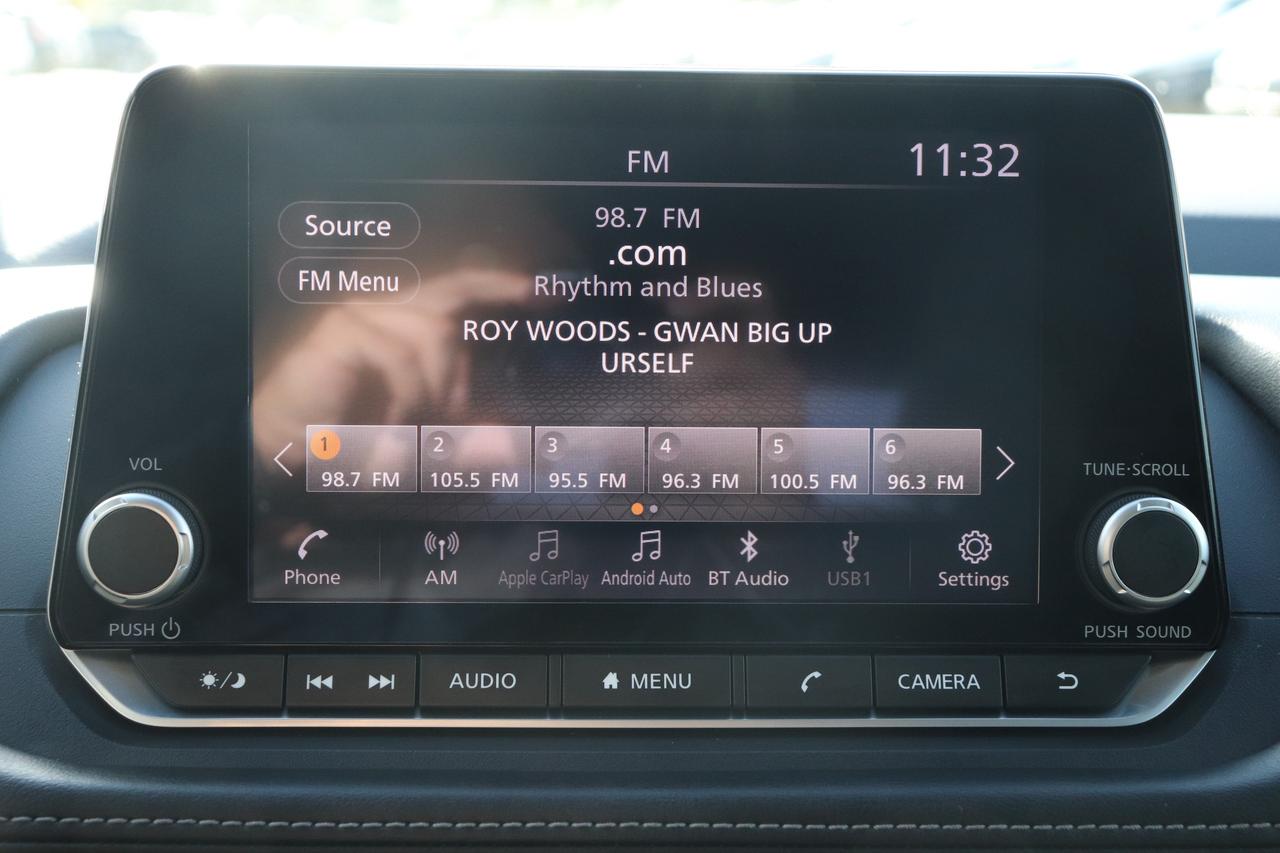 FM
11:32
Source
98.7 FM
.com
FM Menu
Rhythm and Blues
ROY WOODS - GWAN BIG UP
URSELF
1
2
3
4
5
6
98.7 FM
105.5 FM
95.5 FM
96.3 FM
100.5 FM
96.3 FM
VOL
TUNE·SCROLL
Phone
AM
Apple CarPlay
Android Auto
BT Audio
USB1
Settings
PUSH
PUSH SOUND
AUDIO
MENU
CAMERA